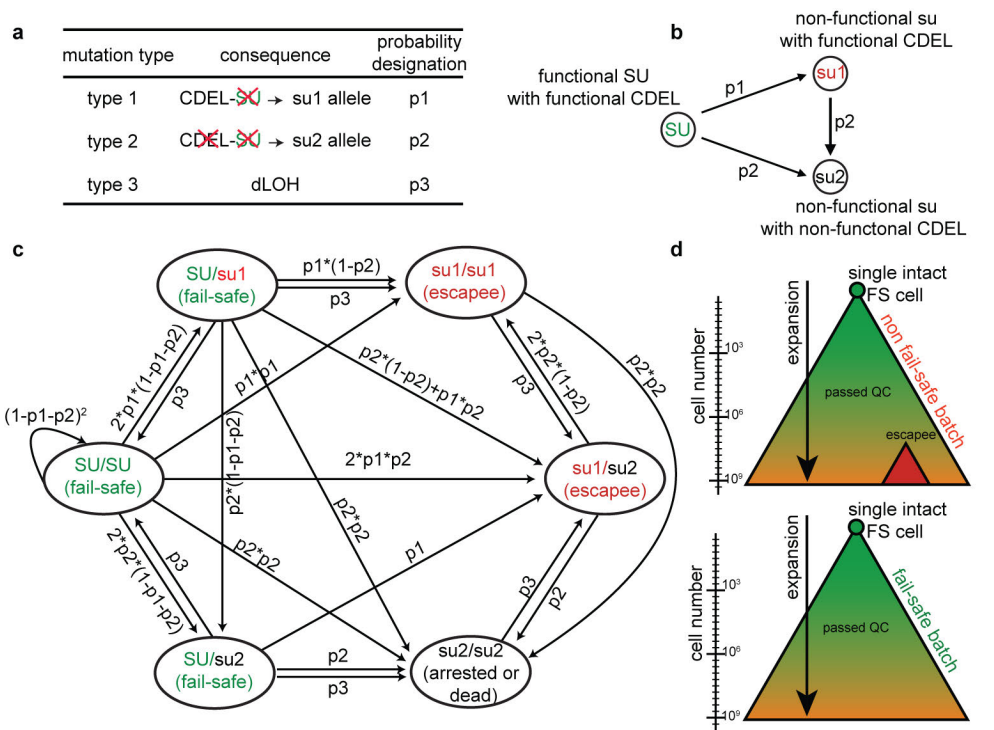 a
mutation type
consequence
probability designation
type 1
CDEL-SU → su1 allele
p1
type 2
CDEL-SU → su2 allele
p2
type 3
dLOH
p3
b
functional SU
with functional CDEL
non-functional su
with functional CDEL
SU
su1
su2
p1
p2
p2
non-functional su
with non-functonal CDEL
c
SU/su1
(fail-safe)
su1/su1
(escapee)
SU/SU
(fail-safe)
su1/su2
(escapee)
SU/su2
(fail-safe)
su2/su2
(arrested or
dead)
p1*(1-p2)
p3
2*p1*(1-p1-p2)
p3
p1*p1
p2*(1-p2)+p1*p2
2*p2*(1-p2)
p3
p2*p2
(1-p1-p2)²
2*p1*p2
p2*(1-p1-p2)
p2*p2
p2*p2
p1
2*p2*(1-p1-p2)
p3
p2
p3
p3
p2
d
single intact
FS cell
cell number
expansion
non fail-safe batch
passed QC
escapee
10³
10⁶
10⁹
single intact
FS cell
cell number
expansion
fail-safe batch
passed QC
10³
10⁶
10⁹